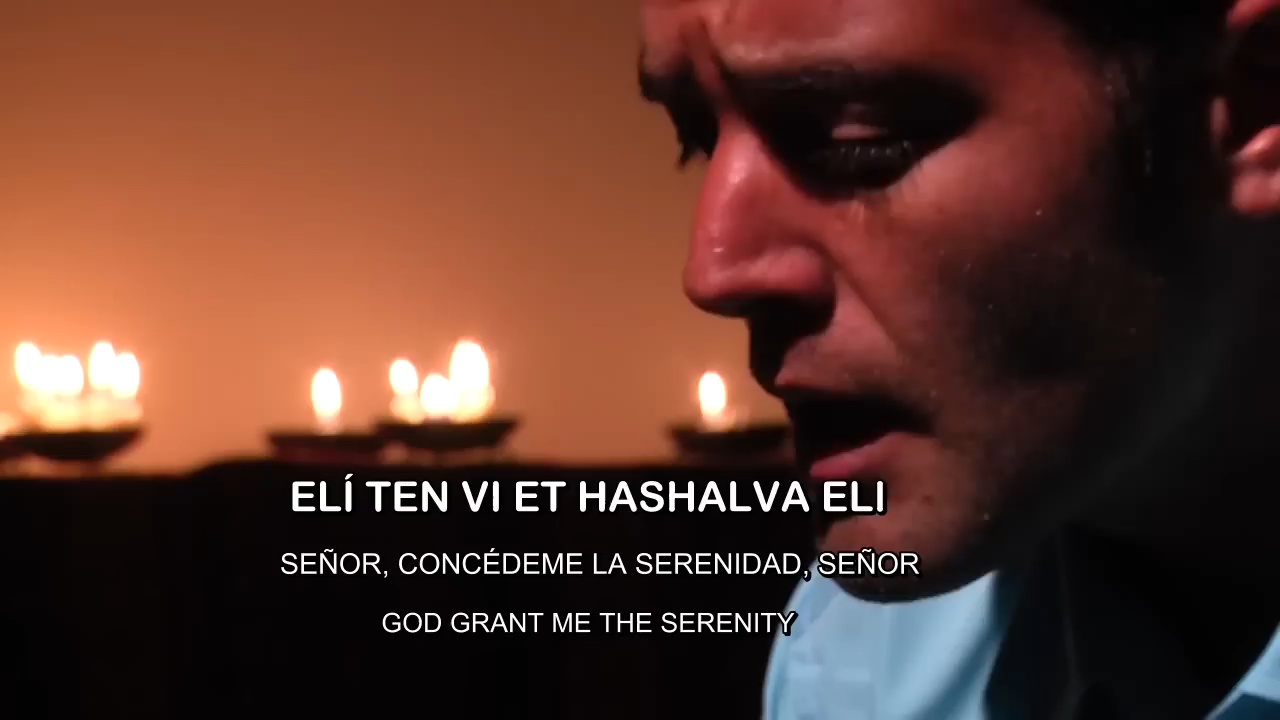 ELÍ TEN VI ET HASHALVA ELI
SEÑOR, CONCÉDEME LA SERENIDAD, SEÑOR
GOD GRANT ME THE SERENITY